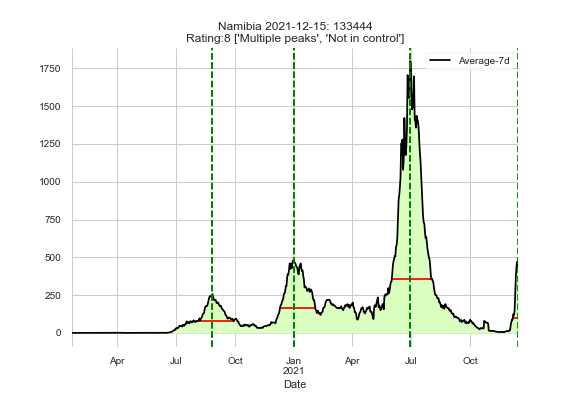 Namibia 2021-12-15: 133444
Rating:8 ['Multiple peaks', 'Not in control']
Average-7d
1750
1500
1250
1000
750
500
250
0
Apr
Jul
Oct
Jan
2021
Apr
Jul
Oct
Date